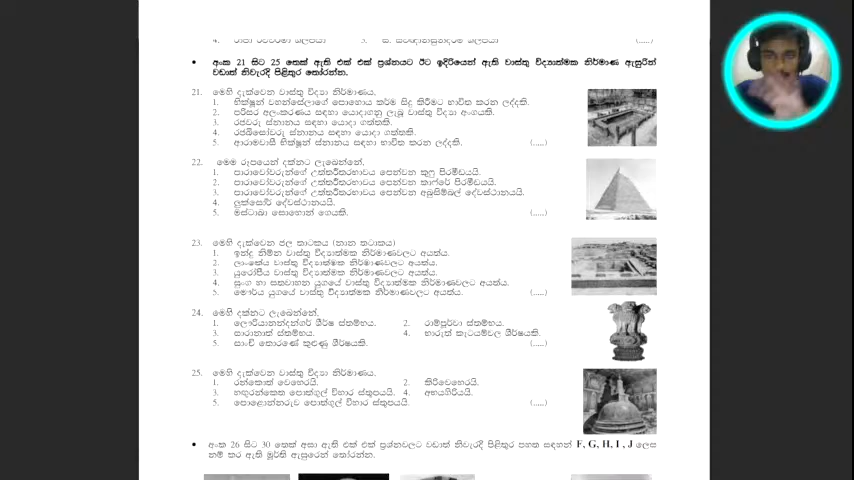 • අංක 21 සිට 25 තෙක් ඇති එක් එක් ප්‍රශ්නයට ඊට ඉදිරියෙන් ඇති වාස්තු විද්‍යාත්මක නිර්මාණ ඇසුරින්
වඩාත් නිවැරදි පිළිතුර තෝරන්න.
21. මෙහි දැක්වෙන වාස්තු විද්‍යා නිර්මාණය,
1. භික්ෂූන් වහන්සේලාගේ පොහොය කර්ම සිදු කිරීමට භාවිත කරන ලද්දකි.
2. පරිසර අලංකරණය සඳහා යොදාගනු ලැබූ වාස්තු විද්‍යා අංගයකි.
3. රජවරු ස්නානය සඳහා යොදා ගත්තකි.
4. රජබිසෝවරු ස්නානය සඳහා යොදා ගත්තකි.
5. ආරාමවාසී භික්ෂූන් ස්නානය සඳහා භාවිත කරන ලද්දකි. (.....)
22. මෙම රූපයෙන් දක්නට ලැබෙන්නේ,
1. පාරාවෝවරුන්ගේ උත්තරීතරභාවය පෙන්වන කුෆු පිරමීඩයයි.
2. පාරාවෝවරුන්ගේ උත්තරීතරභාවය පෙන්වන කාෆ්රේ පිරමීඩයයි.
3. පාරාවෝවරුන්ගේ උත්තරීතරභාවය පෙන්වන අබුසිම්බල් දේවස්ථානයයි.
4. ලුක්සෝර් දේවස්ථානයයි.
5. මස්ටාබා සොහොන් ගෙයකි. (.....)
23. මෙහි දැක්වෙන ජල තටාකය (නාන තටාකය)
1. ඉන්දු නිම්න වාස්තු විද්‍යාත්මක නිර්මාණවලට අයත්ය.
2. ලාංකේය වාස්තු විද්‍යාත්මක නිර්මාණවලට අයත්ය.
3. යුරෝපීය වාස්තු විද්‍යාත්මක නිර්මාණවලට අයත්ය.
4. සුංග හා සතවාහන යුගයේ වාස්තු විද්‍යාත්මක නිර්මාණවලට අයත්ය.
5. මෞර්ය යුගයේ වාස්තු විද්‍යාත්මක නිර්මාණවලට අයත්ය. (.....)
24. මෙහි දක්නට ලැබෙන්නේ,
1. ලොරියානන්දන්ගර් ශීර්ෂ ස්තම්භය. 2. රාම්පූර්වා ස්තම්භය.
3. සාරානාත් ස්තම්භය. 4. භාරුත් කැටයම්වල ශීර්ෂයකි.
5. සාංචි තොරණේ කුළුණු ශීර්ෂයකි. (.....)
25. මෙහි දැක්වෙන වාස්තු විද්‍යා නිර්මාණය,
1. රන්කොත් වෙහෙරයි. 2. කිරිවෙහෙරයි.
3. හඟුරන්කෙත පොත්ගුල් විහාර ස්තූපයයි. 4. අභයගිරියයි.
5. පොළොන්නරුව පොත්ගුල් විහාර ස්තූපයයි. (.....)
• අංක 26 සිට 30 තෙක් අසා ඇති එක් එක් ප්‍රශ්නවලට වඩාත් නිවැරදි පිළිතුර පහත සඳහන් F, G, H, I , J ලෙස
නම් කර ඇති මූර්ති ඇසුරෙන් තෝරන්න.